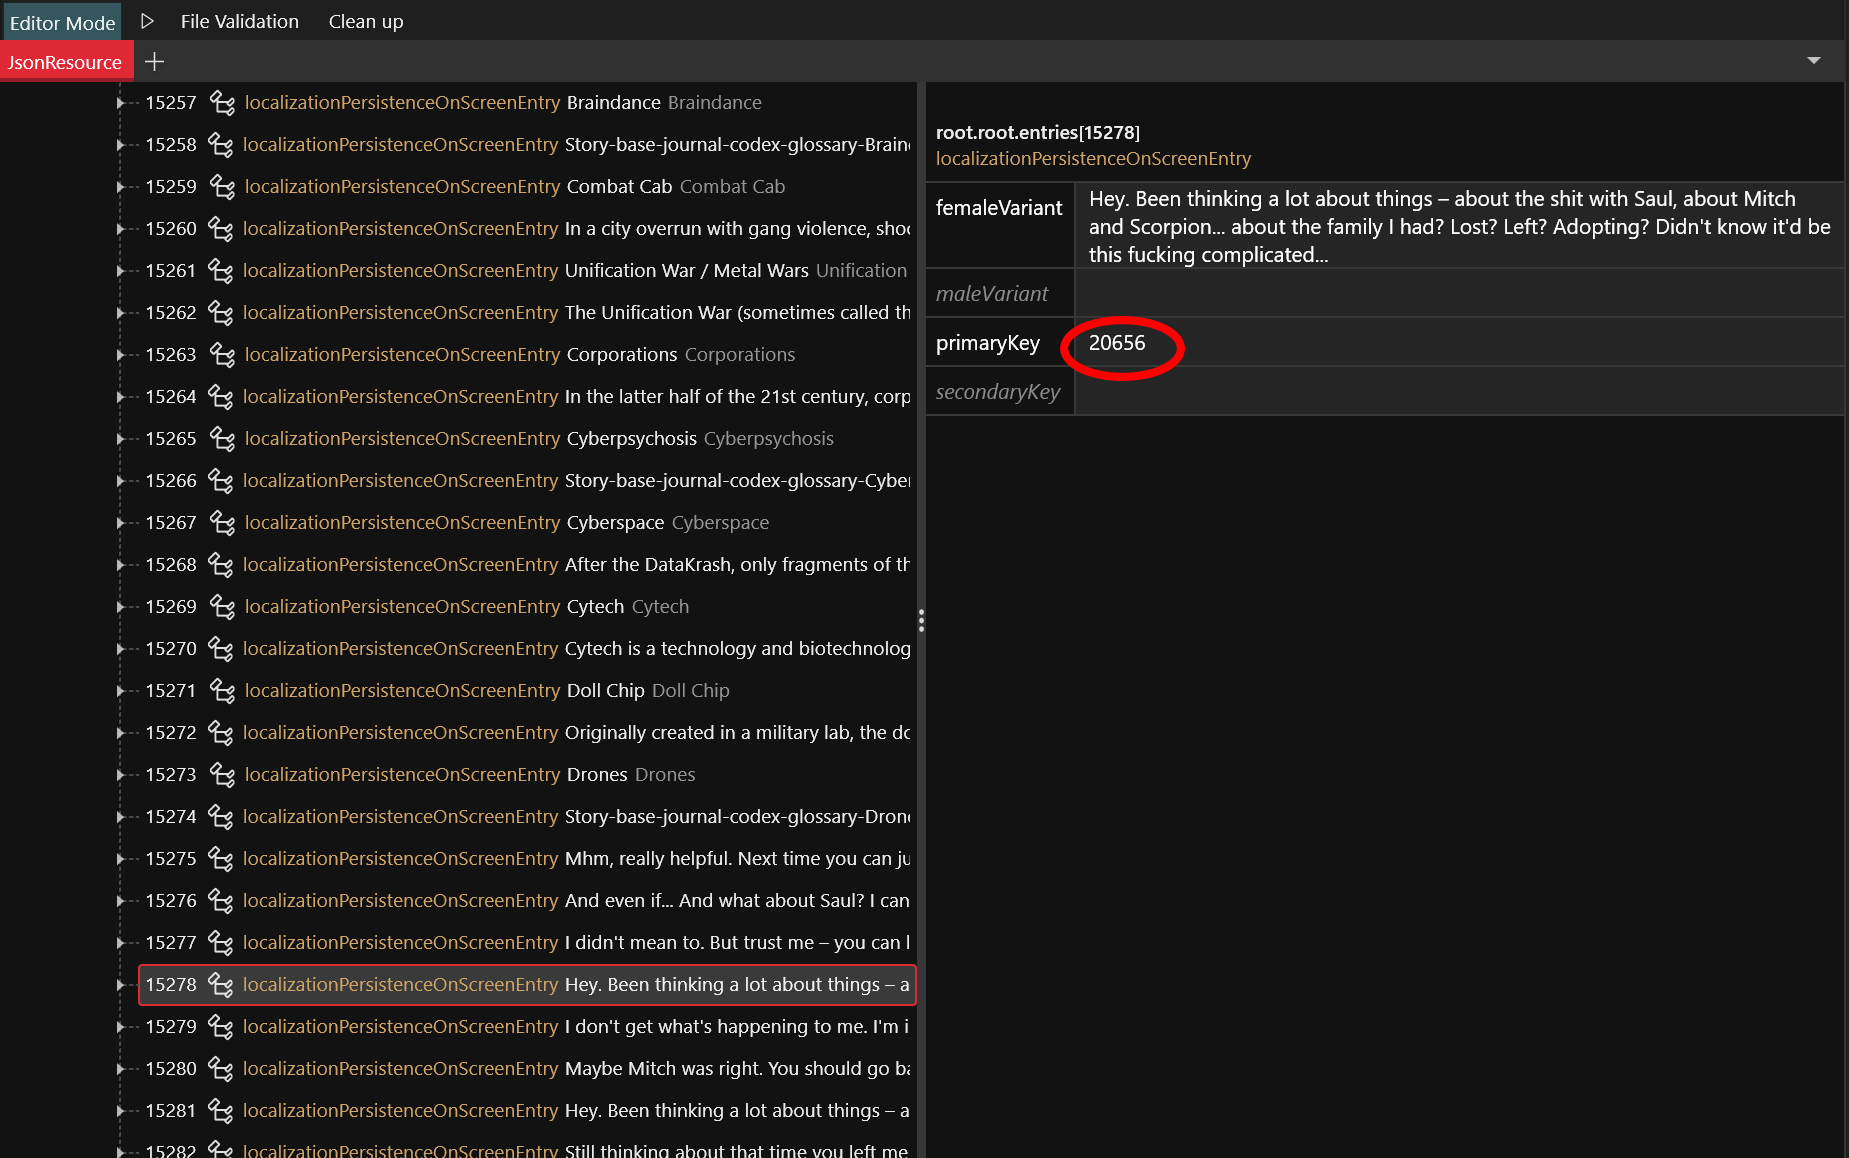 Editor Mode File Validation Clean up
JsonResource
15257 localizationPersistenceOnScreenEntry Braindance Braindance
15258 localizationPersistenceOnScreenEntry Story-base-journal-codex-glossary-Brain
15259 localizationPersistenceOnScreenEntry Combat Cab Combat Cab
15260 localizationPersistenceOnScreenEntry In a city overrun with gang violence, shoo
15261 localizationPersistenceOnScreenEntry Unification War / Metal Wars Unification
15262 localizationPersistenceOnScreenEntry The Unification War (sometimes called th
15263 localizationPersistenceOnScreenEntry Corporations Corporations
15264 localizationPersistenceOnScreenEntry In the latter half of the 21st century, corp
15265 localizationPersistenceOnScreenEntry Cyberpsychosis Cyberpsychosis
15266 localizationPersistenceOnScreenEntry Story-base-journal-codex-glossary-Cyber
15267 localizationPersistenceOnScreenEntry Cyberspace Cyberspace
15268 localizationPersistenceOnScreenEntry After the DataKrash, only fragments of th
15269 localizationPersistenceOnScreenEntry Cytech Cytech
15270 localizationPersistenceOnScreenEntry Cytech is a technology and biotechnolog
15271 localizationPersistenceOnScreenEntry Doll Chip Doll Chip
15272 localizationPersistenceOnScreenEntry Originally created in a military lab, the do
15273 localizationPersistenceOnScreenEntry Drones Drones
15274 localizationPersistenceOnScreenEntry Story-base-journal-codex-glossary-Drone
15275 localizationPersistenceOnScreenEntry Mhm, really helpful. Next time you can ju
15276 localizationPersistenceOnScreenEntry And even if... And what about Saul? I can
15277 localizationPersistenceOnScreenEntry I didn't mean to. But trust me – you can l
15278 localizationPersistenceOnScreenEntry Hey. Been thinking a lot about things – a
15279 localizationPersistenceOnScreenEntry I don't get what's happening to me. I'm i
15280 localizationPersistenceOnScreenEntry Maybe Mitch was right. You should go ba
15281 localizationPersistenceOnScreenEntry Hey. Been thinking a lot about things – a
15282 localizationPersistenceOnScreenEntry Still thinking about that time you left me
root.root.entries[15278]
localizationPersistenceOnScreenEntry
femaleVariant Hey. Been thinking a lot about things – about the shit with Saul, about Mitch
and Scorpion... about the family I had? Lost? Left? Adopting? Didn't know it'd be
this fucking complicated...
maleVariant
primaryKey 20656
secondaryKey